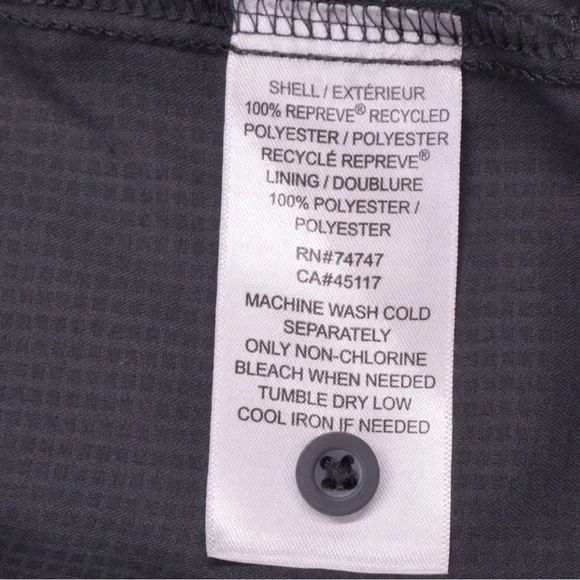 SHELL / EXTÉRIEUR
100% REPREVE® RECYCLED
POLYESTER / POLYESTER
RECYCLÉ REPREVE®
LINING / DOUBLURE
100% POLYESTER /
POLYESTER
RN#74747
CA#45117
MACHINE WASH COLD
SEPARATELY
ONLY NON-CHLORINE
BLEACH WHEN NEEDED
TUMBLE DRY LOW
COOL IRON IF NEEDED